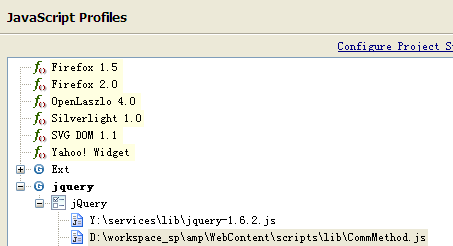 JavaScript Profiles
Configure Project S
Firefox 1.5
Firefox 2.0
OpenLaszlo 4.0
Silverlight 1.0
SVG DOM 1.1
Yahoo! Widget
Ext
jquery
jQuery
Y:\services\lib\jquery-1.6.2.js
D:\workspace_sp\amp\WebContent\scripts\lib\CommMethod.js